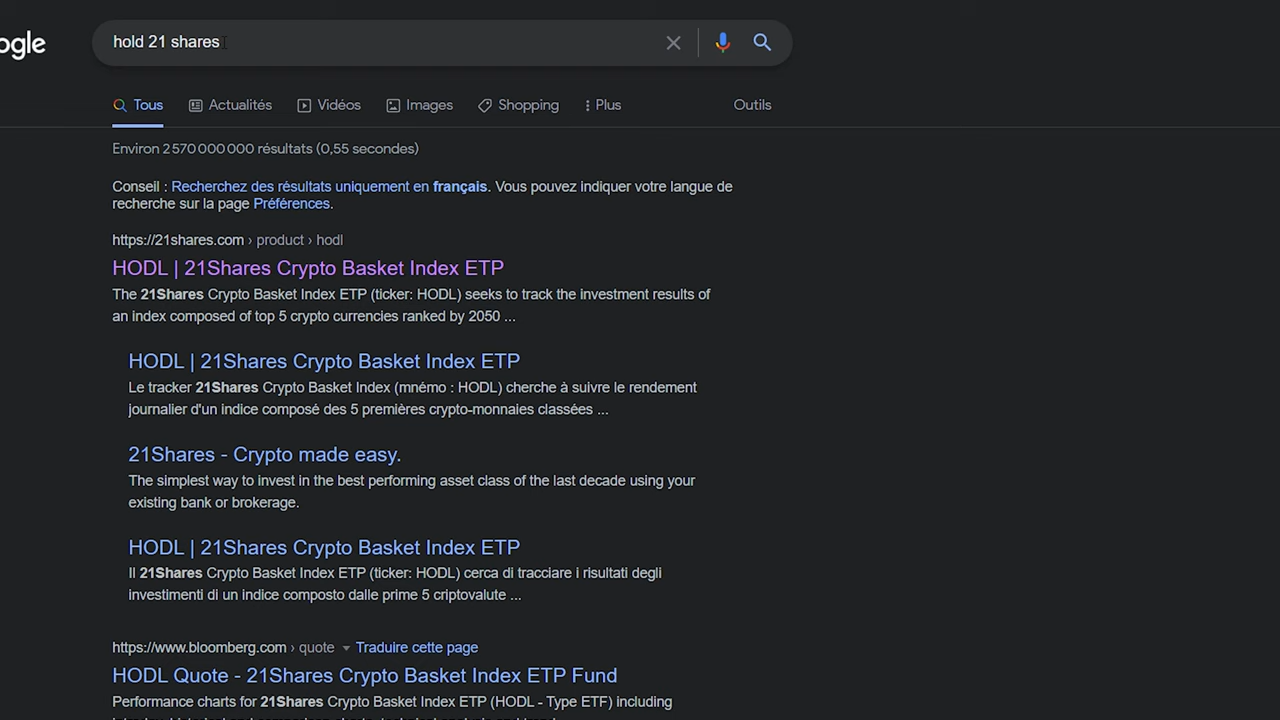 ogle
hold 21 shares
Tous Actualités Vidéos Images Shopping Plus Outils
Environ 2 570 000 000 résultats (0,55 secondes)
Conseil : Recherchez des résultats uniquement en français. Vous pouvez indiquer votre langue de
recherche sur la page Préférences.
https://21shares.com › product › hodl
HODL | 21Shares Crypto Basket Index ETP
The 21Shares Crypto Basket Index ETP (ticker: HODL) seeks to track the investment results of
an index composed of top 5 crypto currencies ranked by 2050 ...
HODL | 21Shares Crypto Basket Index ETP
Le tracker 21Shares Crypto Basket Index (mnémo : HODL) cherche à suivre le rendement
journalier d'un indice composé des 5 premières crypto-monnaies classées ...
21Shares - Crypto made easy.
The simplest way to invest in the best performing asset class of the last decade using your
existing bank or brokerage.
HODL | 21Shares Crypto Basket Index ETP
Il 21Shares Crypto Basket Index ETP (ticker: HODL) cerca di tracciare i risultati degli
investimenti di un indice composto dalle prime 5 criptovalute ...
https://www.bloomberg.com › quote Traduire cette page
HODL Quote - 21Shares Crypto Basket Index ETP Fund
Performance charts for 21Shares Crypto Basket Index ETP (HODL - Type ETF) including